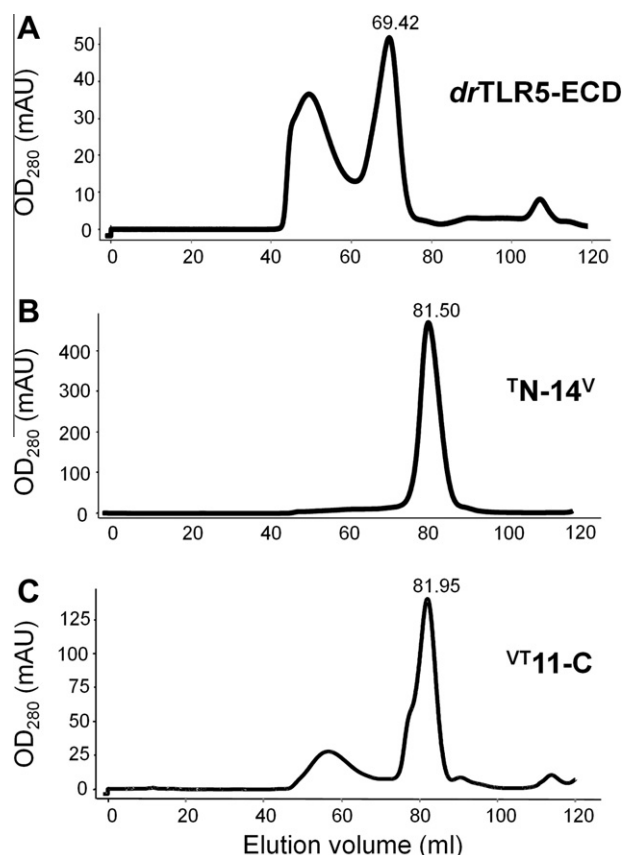 A
69.42
drTLR5-ECD
OD280 (mAU)
50
40
30
20
10
0
0 20 40 60 80 100 120
B
81.50
TN-14V
OD280 (mAU)
400
300
200
100
0
0 20 40 60 80 100 120
C
81.95
VT11-C
OD280 (mAU)
125
100
75
50
25
0
0 20 40 60 80 100 120
Elution volume (ml)